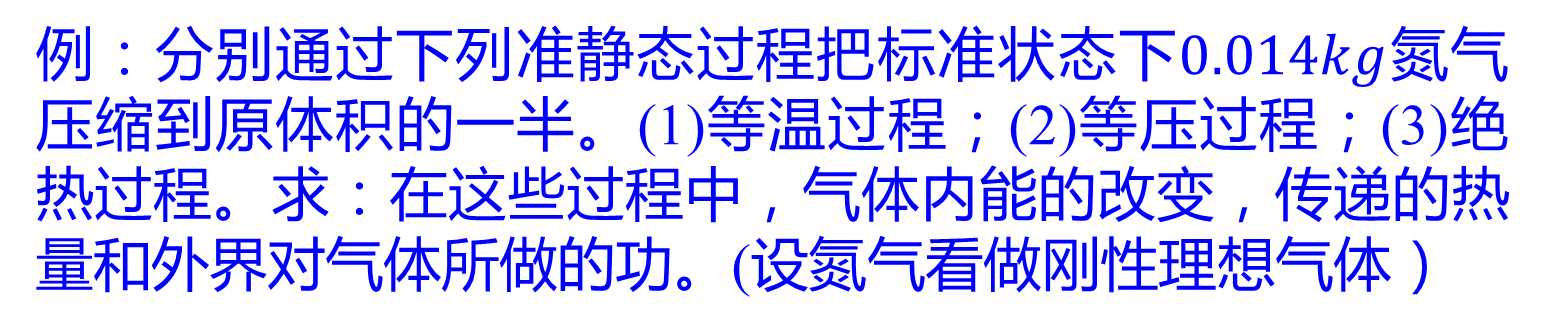 例：分别通过下列准静态过程把标准状态下0.014kg氮气
压缩到原体积的一半。(1)等温过程；(2)等压过程；(3)绝
热过程。求：在这些过程中，气体内能的改变，传递的热
量和外界对气体所做的功。(设氮气看做刚性理想气体）